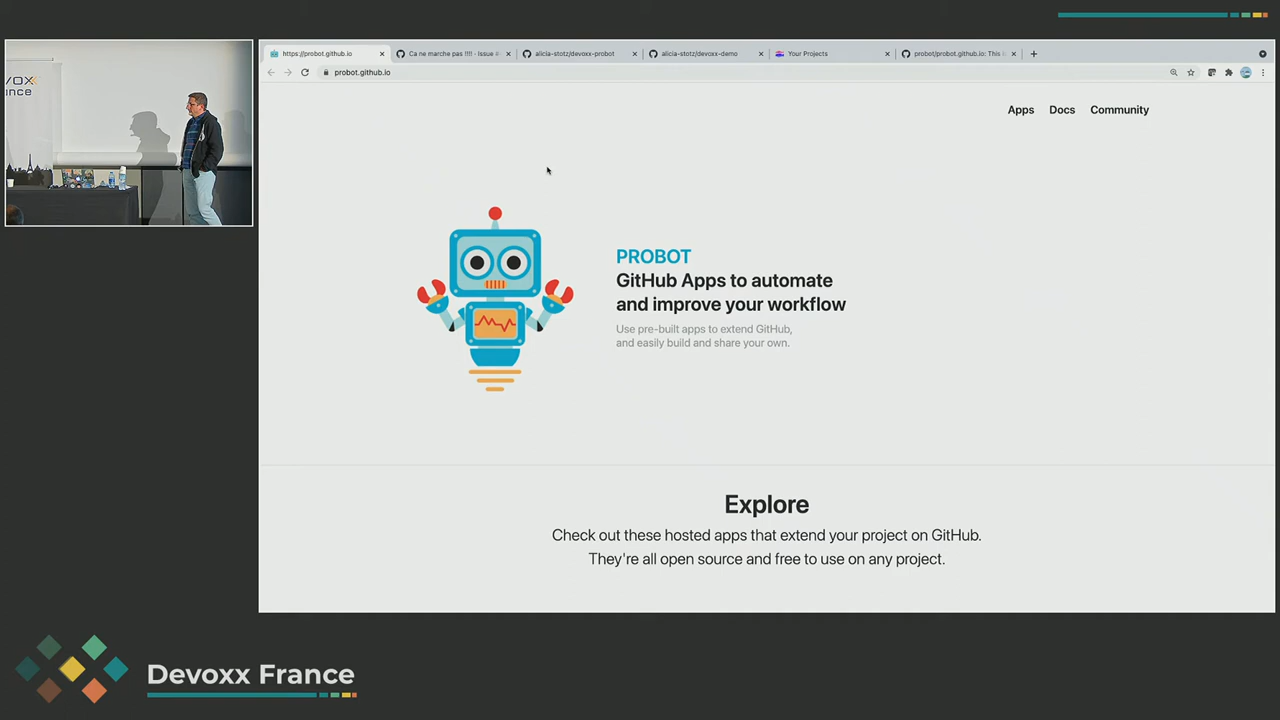 VOX
ance
https://probot.github.io
Ca ne marche pas !!!! · Issue #
alicia-stotz/devoxx-probot
alicia-stotz/devoxx-demo
Your Projects
probot/probot.github.io: This is
probot.github.io
Apps
Docs
Community
PROBOT
GitHub Apps to automate
and improve your workflow
Use pre-built apps to extend GitHub,
and easily build and share your own.
Explore
Check out these hosted apps that extend your project on GitHub.
They're all open source and free to use on any project.
Devoxx France